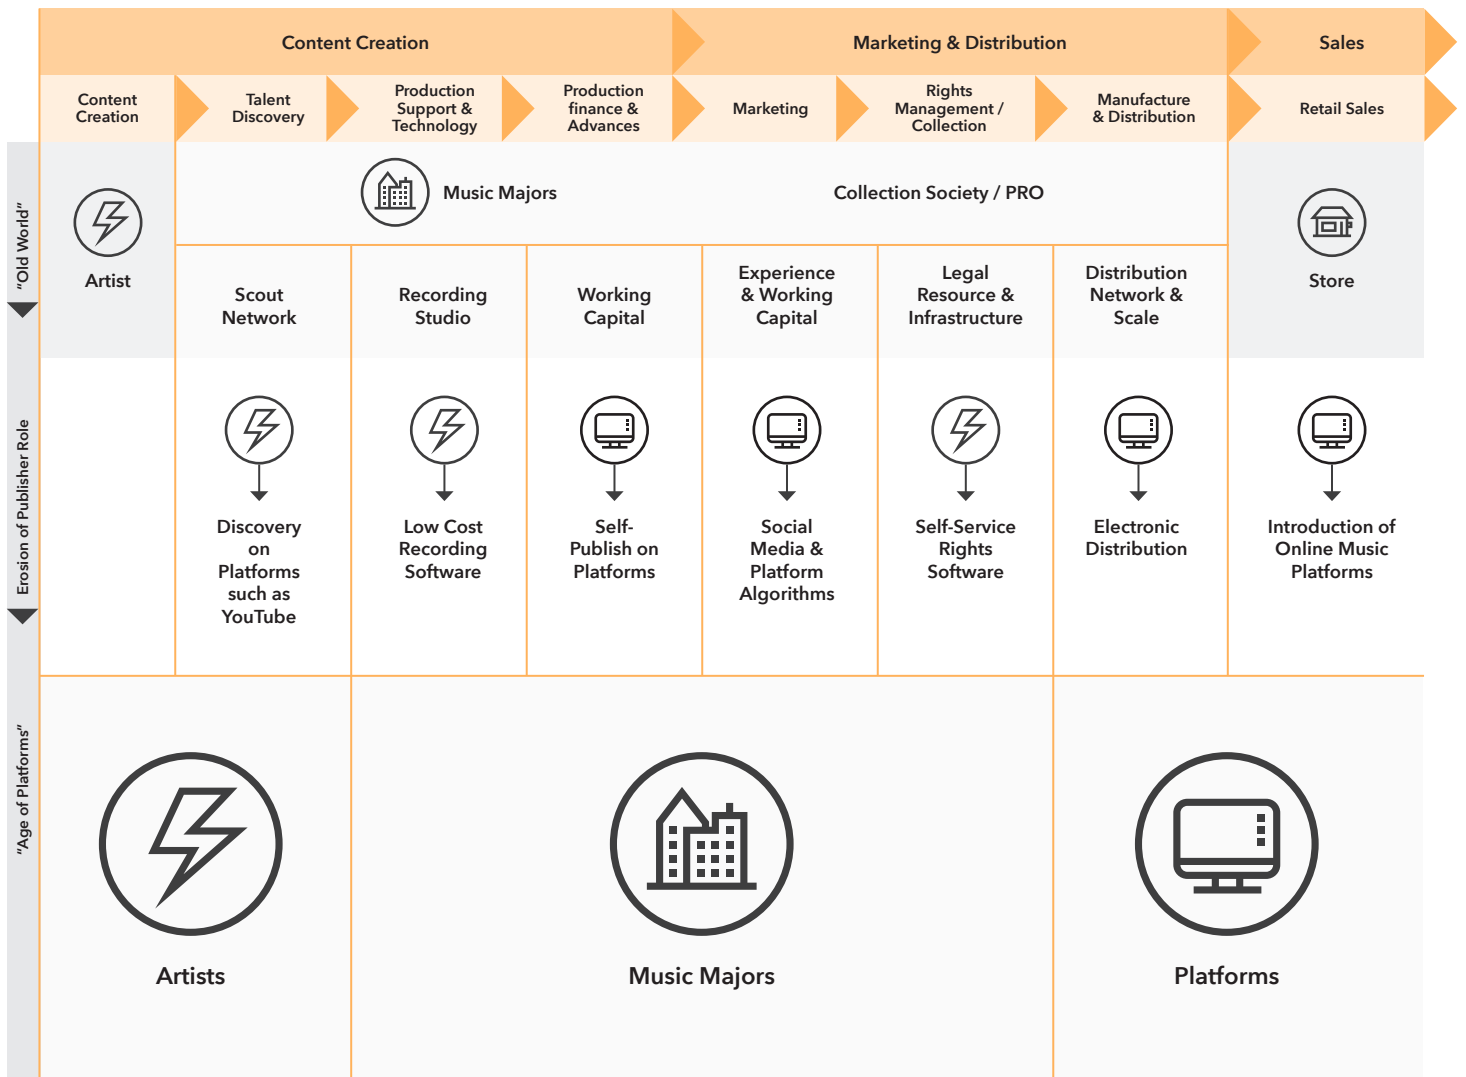 Content Creation
Marketing & Distribution
Sales
Content
Creation
Talent
Discovery
Production
Support &
Technology
Production
finance &
Advances
Marketing
Rights
Management /
Collection
Manufacture
& Distribution
Retail Sales
“Old World”
Artist
Music Majors
Collection Society / PRO
Store
Scout
Network
Recording
Studio
Working
Capital
Experience
& Working
Capital
Legal
Resource &
Infrastructure
Distribution
Network &
Scale
Erosion of Publisher Role
Discovery
on
Platforms
such as
YouTube
Low Cost
Recording
Software
Self-
Publish on
Platforms
Social
Media &
Platform
Algorithms
Self-Service
Rights
Software
Electronic
Distribution
Introduction of
Online Music
Platforms
“Age of Platforms”
Artists
Music Majors
Platforms